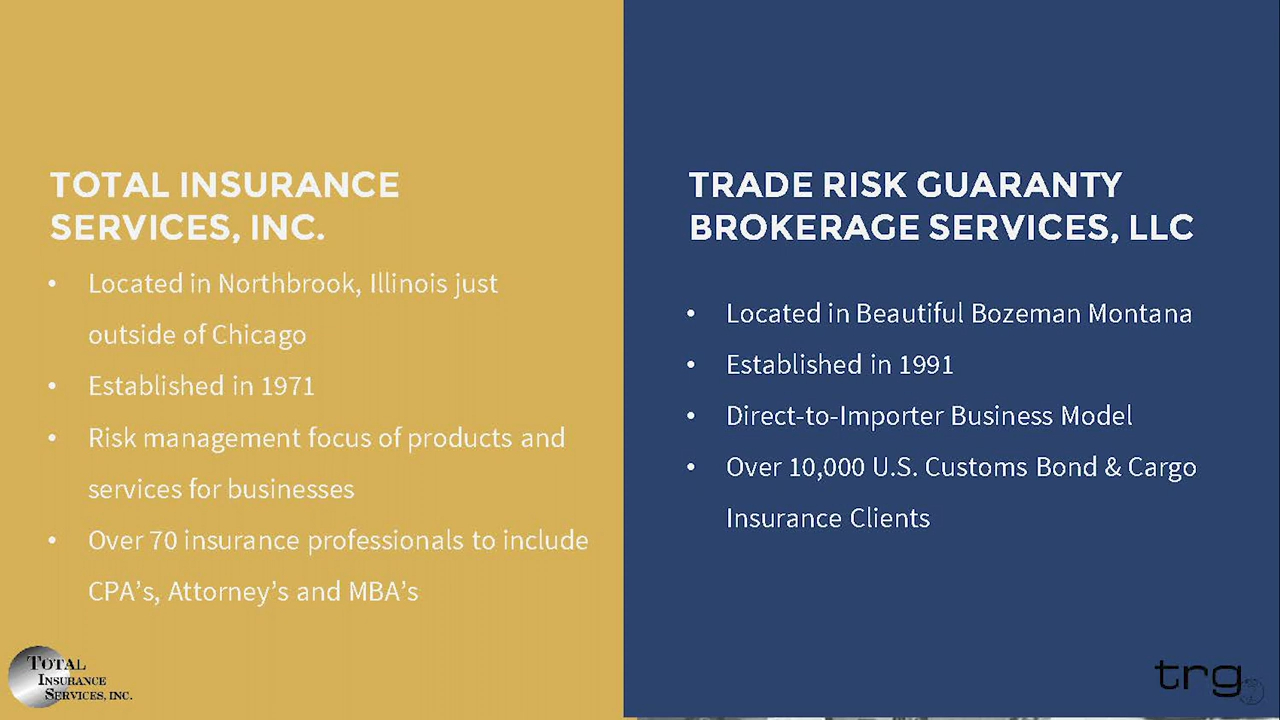 TOTAL INSURANCE
SERVICES, INC.
• Located in Northbrook, Illinois just
outside of Chicago
• Established in 1971
• Risk management focus of products and
services for businesses
• Over 70 insurance professionals to include
CPA's, Attorney's and MBA's
TOTAL
INSURANCE
SERVICES, INC.
TRADE RISK GUARANTY
BROKERAGE SERVICES, LLC
• Located in Beautiful Bozeman Montana
• Established in 1991
• Direct-to-Importer Business Model
• Over 10,000 U.S. Customs Bond & Cargo
Insurance Clients
trg